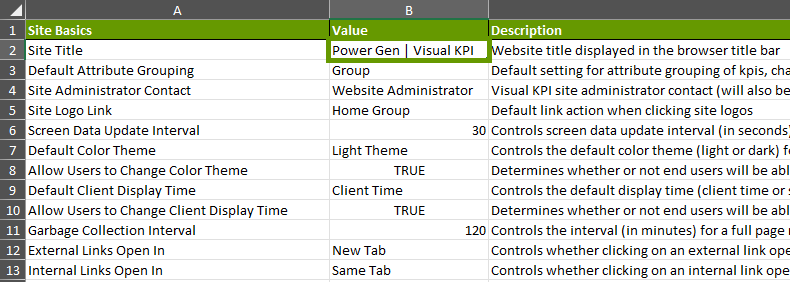 A B
1 Site Basics Value Description
2 Site Title Power Gen | Visual KPI Website title displayed in the browser title bar
3 Default Attribute Grouping Group Default setting for attribute grouping of kpis, cha
4 Site Administrator Contact Website Administrator Visual KPI site administrator contact (will also be
5 Site Logo Link Home Group Default link action when clicking site logos
6 Screen Data Update Interval 30 Controls screen data update interval (in seconds)
7 Default Color Theme Light Theme Controls the default color theme (light or dark) f
8 Allow Users to Change Color Theme TRUE Determines whether or not end users will be abl
9 Default Client Display Time Client Time Controls the default display time (client time or s
10 Allow Users to Change Client Display Time TRUE Determines whether or not end users will be abl
11 Garbage Collection Interval 120 Controls the interval (in minutes) for a full page r
12 External Links Open In New Tab Controls whether clicking on an external link ope
13 Internal Links Open In Same Tab Controls whether clicking on an internal link ope